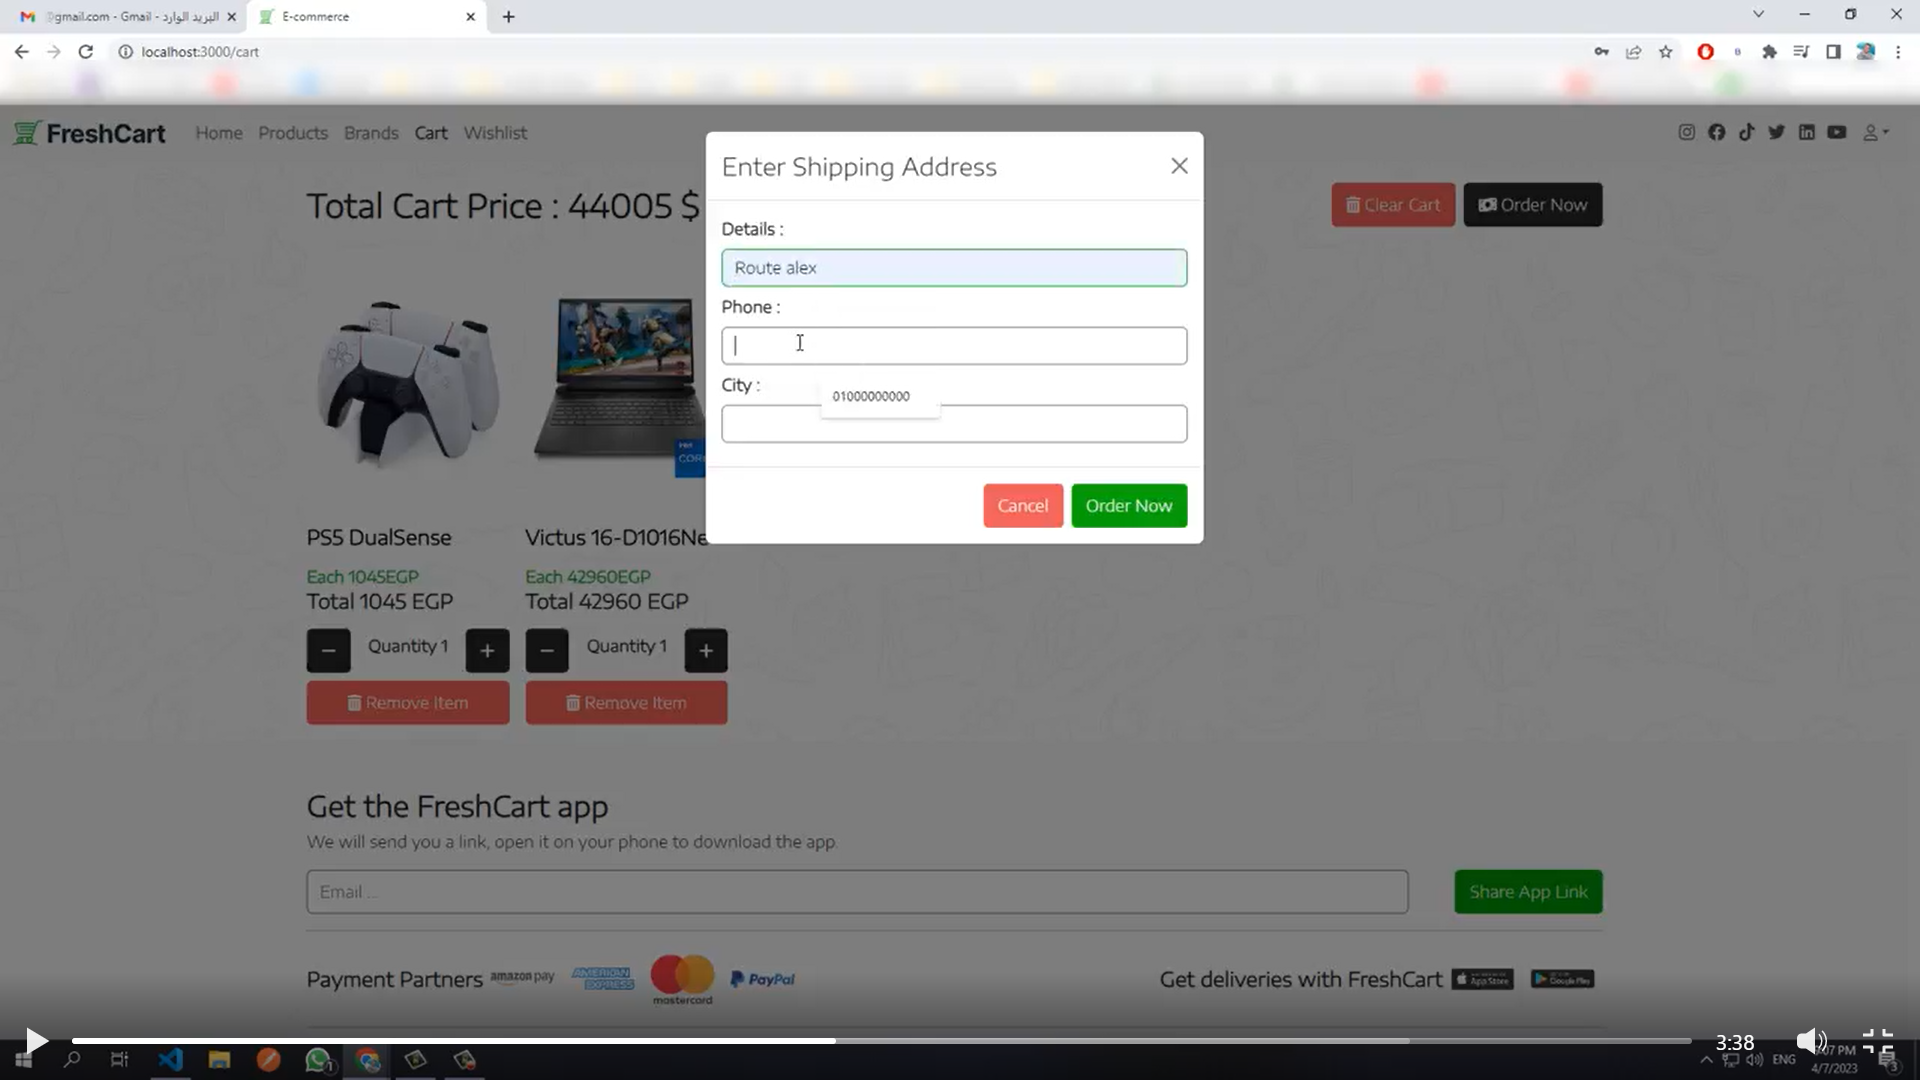 @gmail.com - Gmail - البريد الوارد
E-commerce
localhost:3000/cart
FreshCart
Home
Products
Brands
Cart
Wishlist
Enter Shipping Address
Total Cart Price : 44005 $
Clear Cart
Order Now
Details :
Route alex
Phone :
City :
01000000000
Cancel
Order Now
PS5 DualSense
Victus 16-D1016Ne
Each 1045EGP
Each 42960EGP
Total 1045 EGP
Total 42960 EGP
Quantity 1
Quantity 1
Remove Item
Remove Item
Get the FreshCart app
We will send you a link, open it on your phone to download the app.
Email ...
Share App Link
Payment Partners
amazon pay
AMERICAN
EXPRESS
mastercard
PayPal
Get deliveries with FreshCart
App Store
Google Play
3:38
ENG
:07 PM
4/7/2023